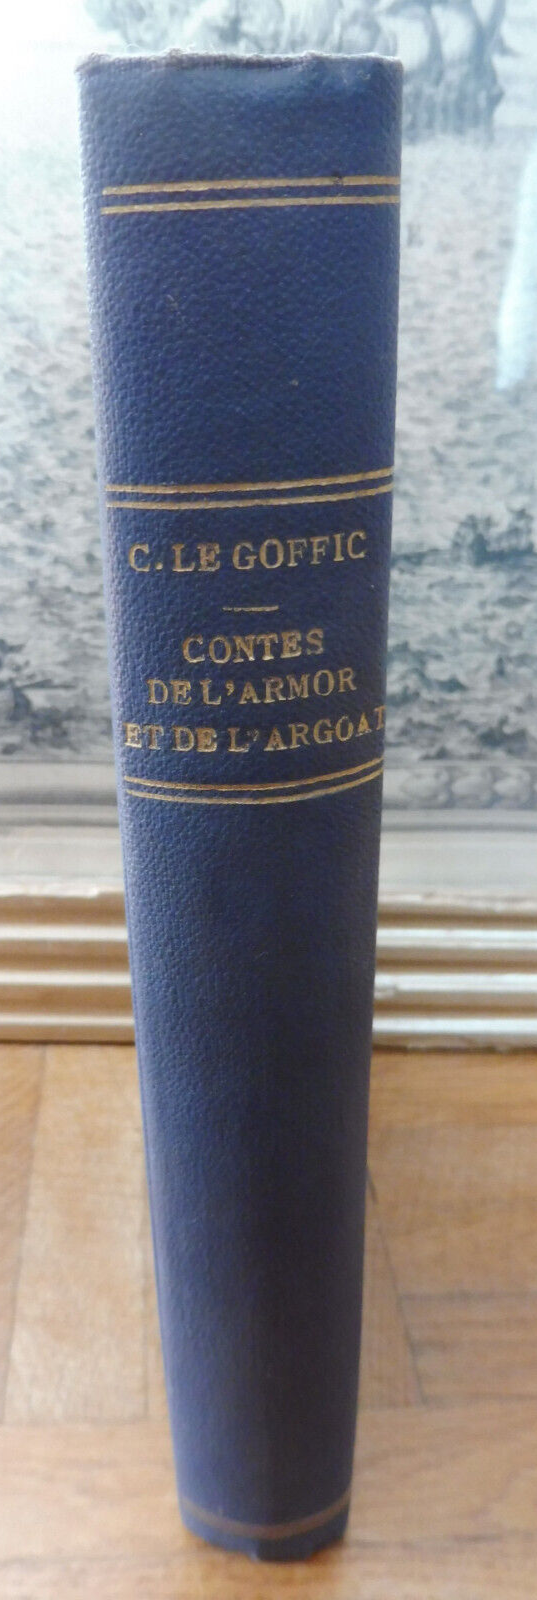 C. LE GOFFIC
CONTES
DE L'ARMOR
ET DE L'ARGOAT